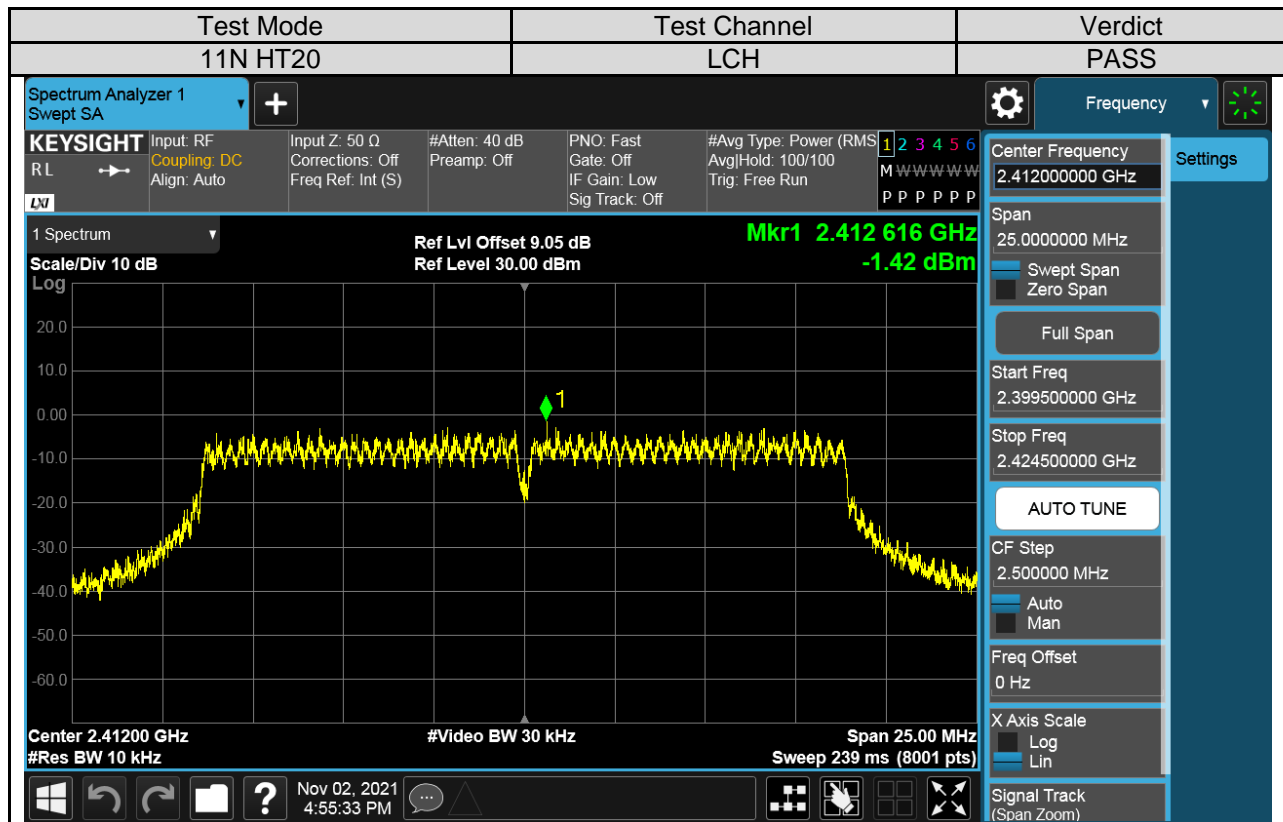 Test Mode Test Channel Verdict
11N HT20 LCH PASS
Spectrum Analyzer 1
Swept SA
Frequency
KEYSIGHT
R L
LXI
Input: RF
Coupling: DC
Align: Auto
Input Z: 50 Ω
Corrections: Off
Freq Ref: Int (S)
#Atten: 40 dB
Preamp: Off
PNO: Fast
Gate: Off
IF Gain: Low
Sig Track: Off
#Avg Type: Power (RMS
Avg|Hold: 100/100
Trig: Free Run
1 2 3 4 5 6
M W W W W W
P P P P P P
1 Spectrum
Scale/Div 10 dB
Ref Lvl Offset 9.05 dB
Ref Level 30.00 dBm
Mkr1 2.412 616 GHz
-1.42 dBm
Log
20.0
10.0
0.00
-10.0
-20.0
-30.0
-40.0
-50.0
-60.0
1
Center 2.41200 GHz
#Res BW 10 kHz
#Video BW 30 kHz
Span 25.00 MHz
Sweep 239 ms (8001 pts)
Center Frequency
2.412000000 GHz
Settings
Span
25.0000000 MHz
Swept Span
Zero Span
Full Span
Start Freq
2.399500000 GHz
Stop Freq
2.424500000 GHz
AUTO TUNE
CF Step
2.500000 MHz
Auto
Man
Freq Offset
0 Hz
X Axis Scale
Log
Lin
Signal Track
(Span Zoom)
?
Nov 02, 2021
4:55:33 PM